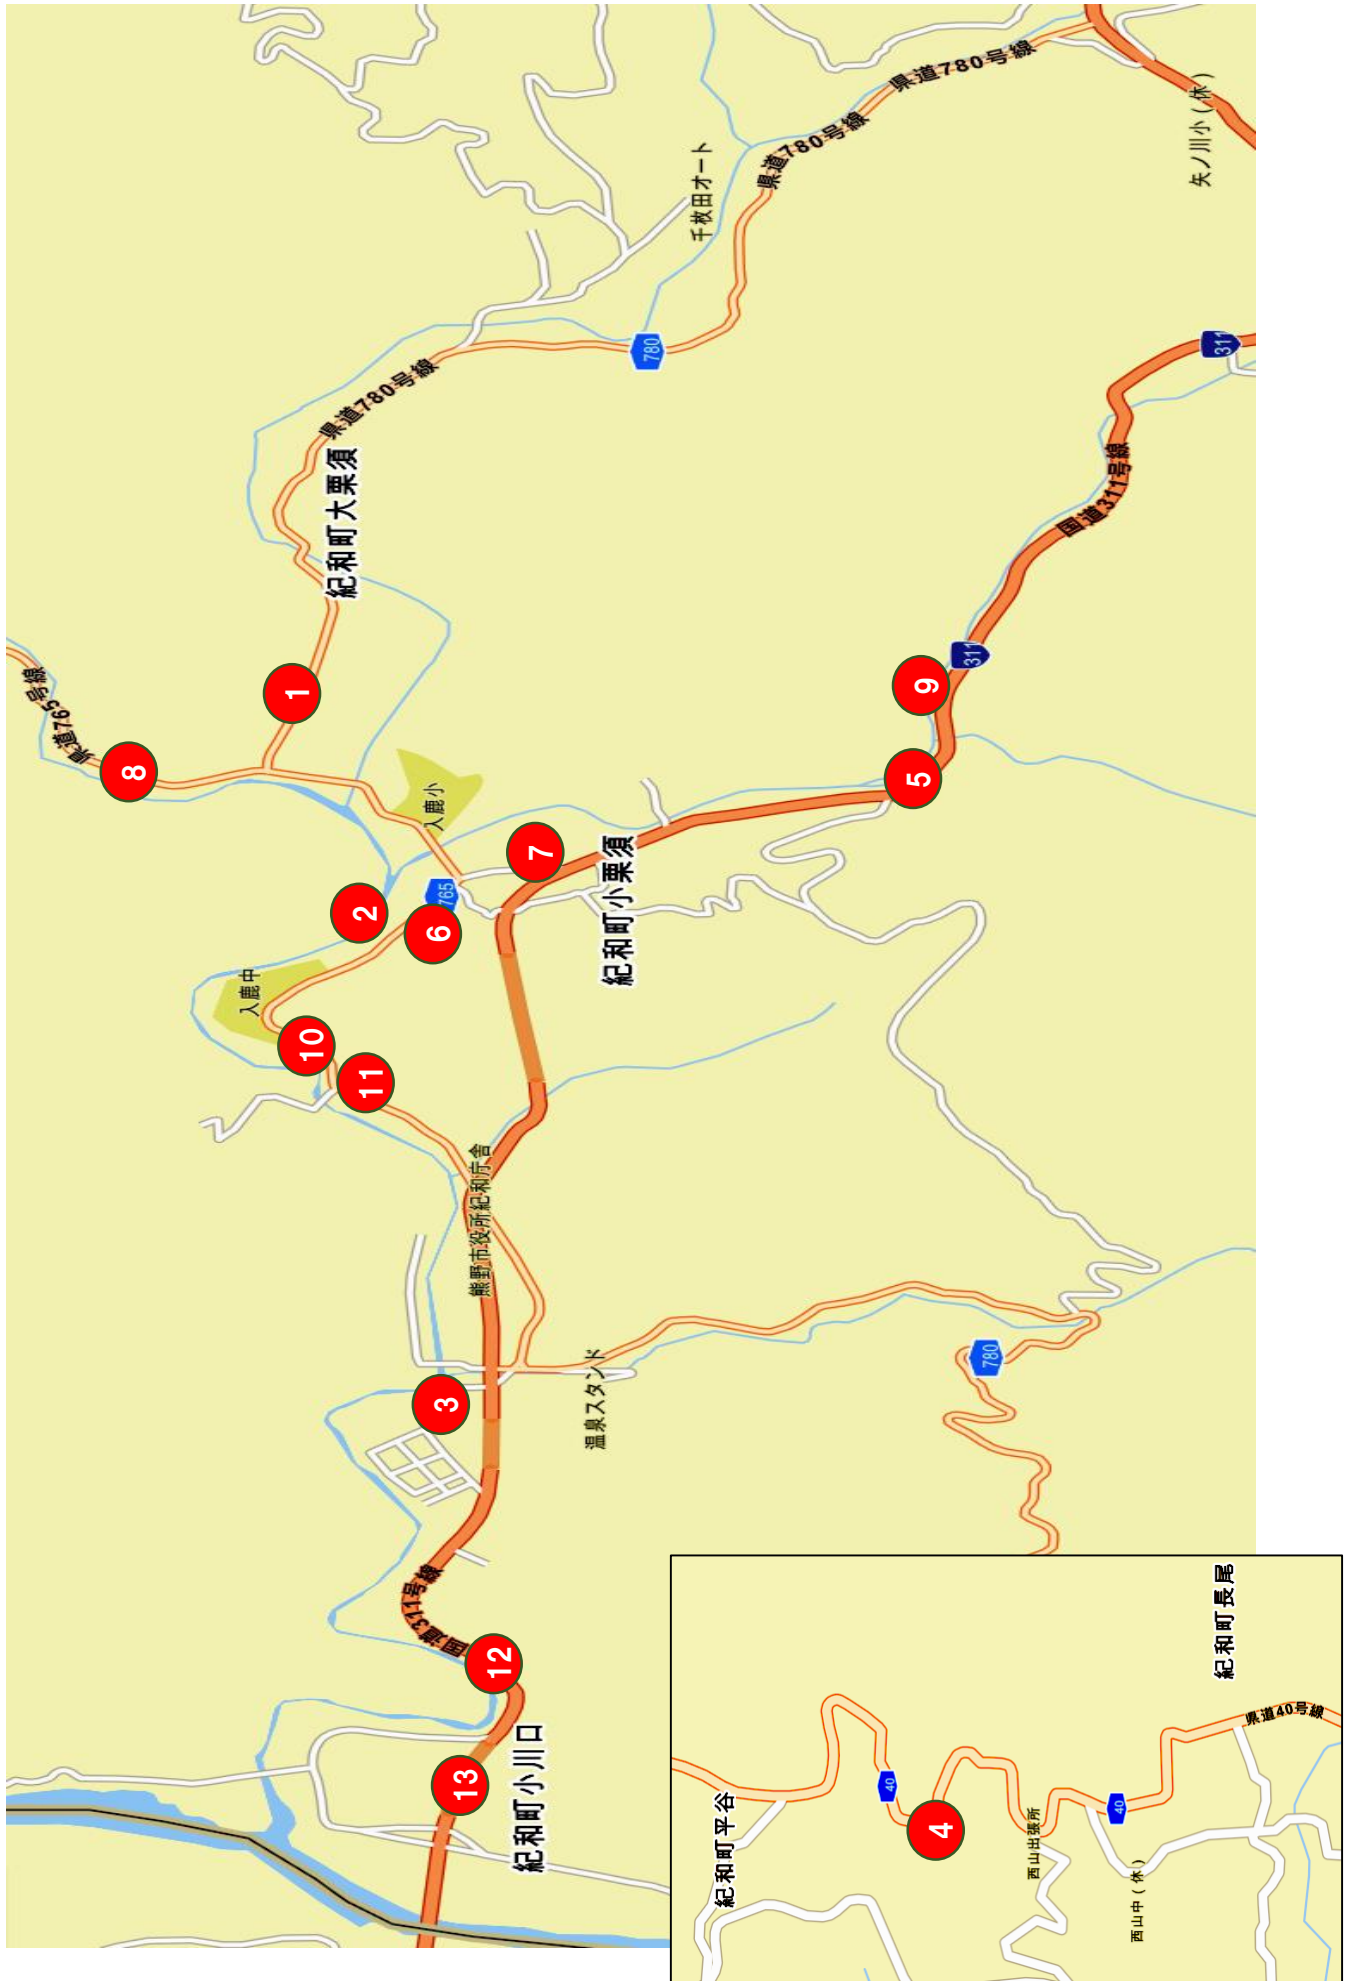 県道780号線
県道780号線
矢ノ川小(休)
千枚田オート
780
311
県道780号線
紀和町大栗須
国道311号線
県道765号線
311
1
8
9
5
入鹿小
7
紀和町小栗須
765
2
6
入鹿中
10
11
熊野市役所紀和庁舎
780
温泉スタンド
3
国道311号線
12
13
紀和町小川口
紀和町長尾
県道40号線
40
40
4
紀和町平谷
西山出張所
西山中(休)